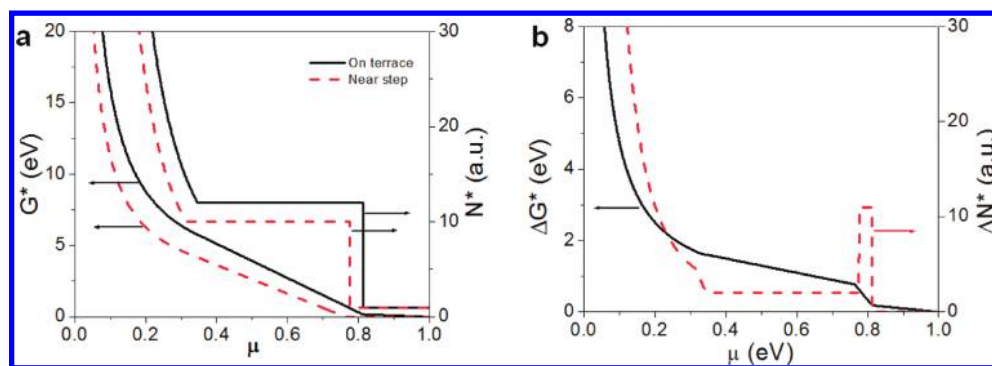 a
20
15
10
5
0
G* (eV)
0.0 0.2 0.4 0.6 0.8 1.0
μ
30
20
10
0
N* (a.u.)
On terrace
Near step
b
8
6
4
2
0
ΔG* (eV)
0.0 0.2 0.4 0.6 0.8 1.0
μ (eV)
30
20
10
0
ΔN* (a.u.)